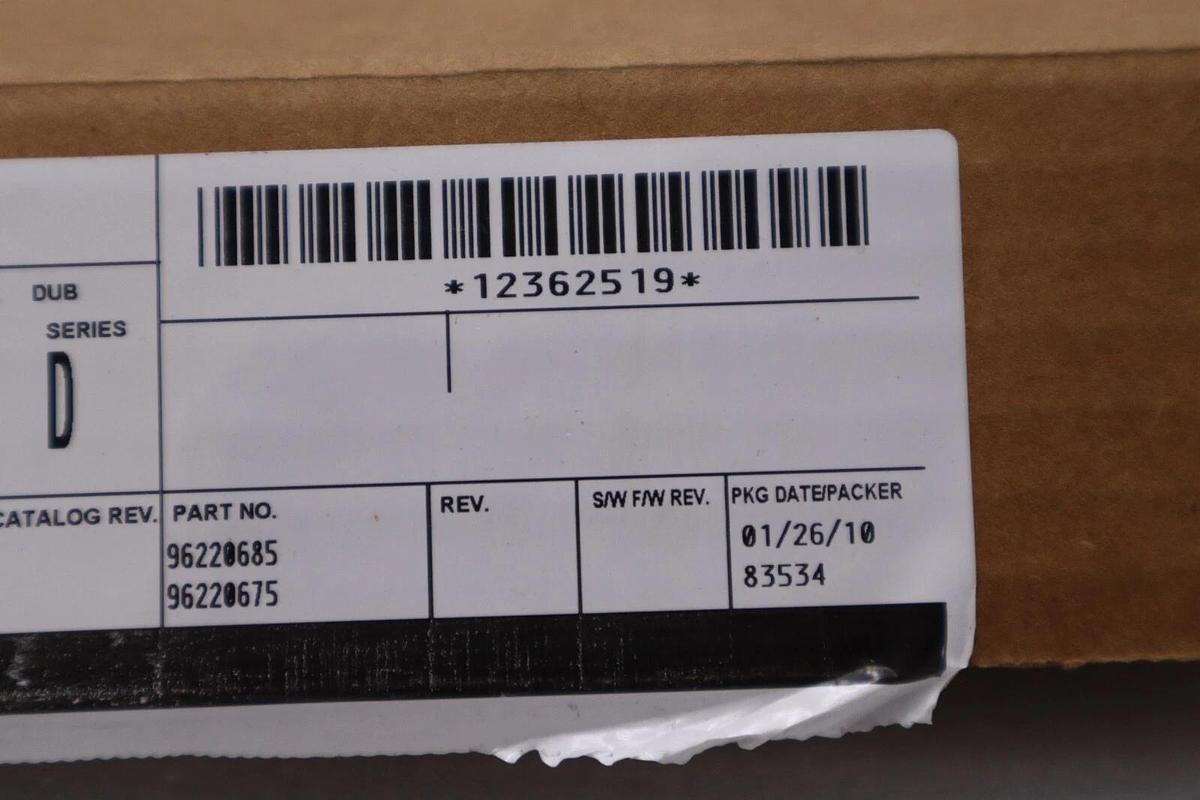 *12362519*
DUB
SERIES
D
CATALOG REV.
PART NO.
96220685
96220675
REV.
S/W F/W REV.
PKG DATE/PACKER
01/26/10
83534